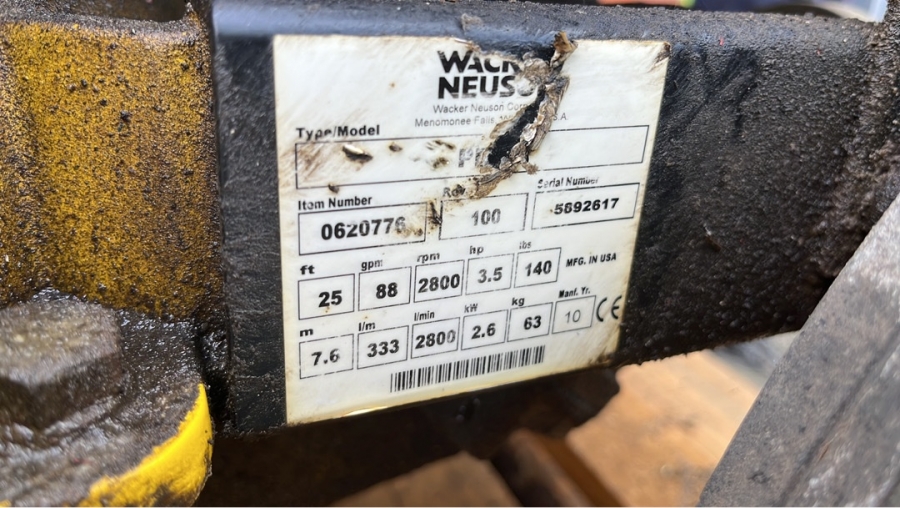 WACK
NEUSO
Wacker Neuson Corp
Menomonee Falls, A.
Type/Model
Item Number
Serial Number
0620776
100
5892617
ft gpm rpm hp lbs
25 88 2800 3.5 140 MFG. IN USA
m l/m l/min kW kg Manf. Yr.
7.6 333 2800 2.6 63 10 CE